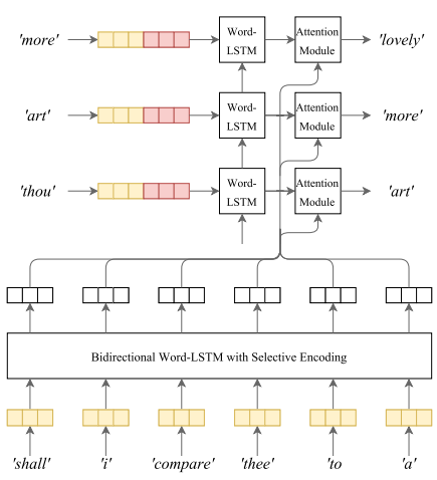 'more' Word-LSTM Attention Module 'lovely'
'art' Word-LSTM Attention Module 'more'
'thou' Word-LSTM Attention Module 'art'
Bidirectional Word-LSTM with Selective Encoding
'shall' 'i' 'compare' 'thee' 'to' 'a'